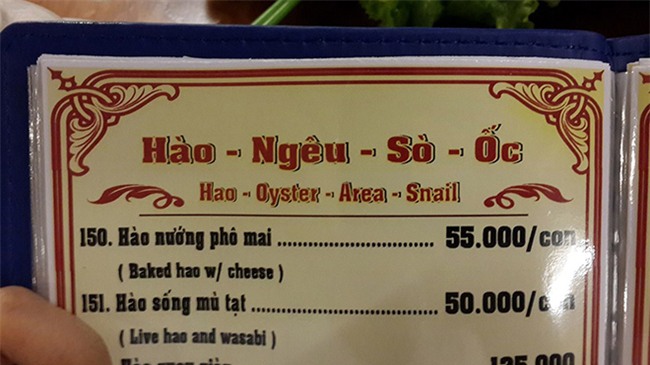 Hào - Ngêu - Sò - Ốc
Hao - Oyster - Area - Snail
150. Hào nướng phô mai ........................................ 55.000/con
( Baked hao w/ cheese )
151. Hào sống mù tạt ............................................... 50.000/con
( Live hao and wasabi )